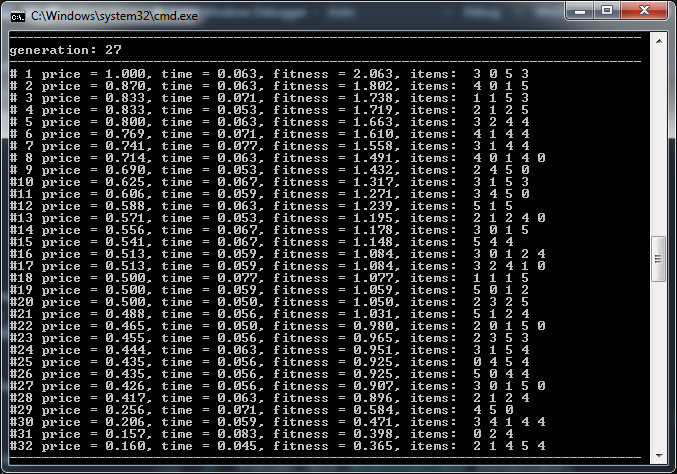 C:\Windows\system32\cmd.exe
generation: 27
# 1 price = 1.000, time = 0.063, fitness = 2.063, items:  3 0 5 3
# 2 price = 0.870, time = 0.063, fitness = 1.802, items:  4 0 1 5
# 3 price = 0.833, time = 0.071, fitness = 1.738, items:  1 1 5 3
# 4 price = 0.833, time = 0.053, fitness = 1.719, items:  2 1 2 5
# 5 price = 0.800, time = 0.063, fitness = 1.663, items:  3 2 4 4
# 6 price = 0.769, time = 0.071, fitness = 1.610, items:  4 1 4 4
# 7 price = 0.741, time = 0.077, fitness = 1.558, items:  3 1 4 4
# 8 price = 0.714, time = 0.063, fitness = 1.491, items:  4 0 1 4 0
# 9 price = 0.690, time = 0.053, fitness = 1.432, items:  2 4 5 0
#10 price = 0.625, time = 0.067, fitness = 1.317, items:  3 1 5 3
#11 price = 0.606, time = 0.059, fitness = 1.271, items:  3 4 5 0
#12 price = 0.588, time = 0.063, fitness = 1.239, items:  5 1 5
#13 price = 0.571, time = 0.053, fitness = 1.195, items:  2 1 2 4 0
#14 price = 0.556, time = 0.067, fitness = 1.178, items:  3 0 1 5
#15 price = 0.541, time = 0.067, fitness = 1.148, items:  5 4 4
#16 price = 0.513, time = 0.059, fitness = 1.084, items:  3 0 1 2 4
#17 price = 0.513, time = 0.059, fitness = 1.084, items:  3 2 4 1 0
#18 price = 0.500, time = 0.077, fitness = 1.077, items:  1 1 1 5
#19 price = 0.500, time = 0.059, fitness = 1.059, items:  5 0 1 2
#20 price = 0.500, time = 0.050, fitness = 1.050, items:  2 3 2 5
#21 price = 0.488, time = 0.056, fitness = 1.031, items:  5 1 2 4
#22 price = 0.465, time = 0.050, fitness = 0.980, items:  2 0 1 5 0
#23 price = 0.455, time = 0.056, fitness = 0.965, items:  2 3 5 3
#24 price = 0.444, time = 0.063, fitness = 0.951, items:  3 1 5 4
#25 price = 0.435, time = 0.056, fitness = 0.925, items:  0 4 5 4
#26 price = 0.435, time = 0.056, fitness = 0.925, items:  5 0 4 4
#27 price = 0.426, time = 0.056, fitness = 0.907, items:  3 0 1 5 0
#28 price = 0.417, time = 0.063, fitness = 0.896, items:  2 1 2 4
#29 price = 0.256, time = 0.071, fitness = 0.584, items:  4 5 0
#30 price = 0.206, time = 0.059, fitness = 0.471, items:  3 4 1 4 4
#31 price = 0.157, time = 0.083, fitness = 0.398, items:  0 2 4
#32 price = 0.160, time = 0.045, fitness = 0.365, items:  2 1 4 5 4